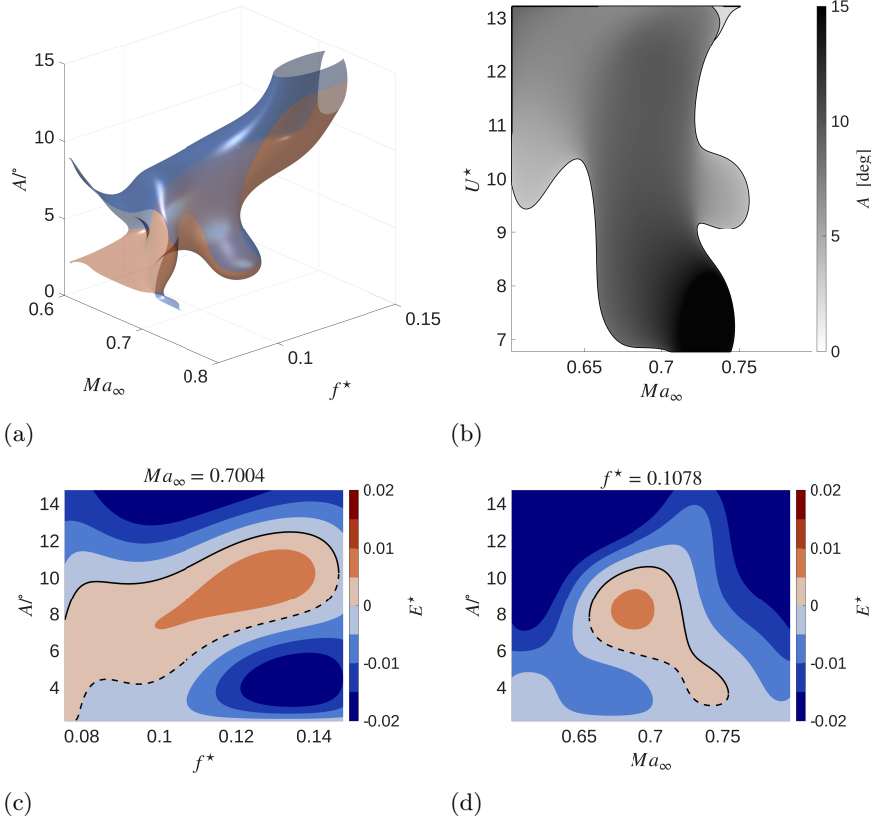 15
10
5
0
A/°
0.6
0.7
0.8
Ma∞
0.1
0.15
f⋆
(a)
13
12
11
10
9
8
7
U⋆
0.65
0.7
0.75
Ma∞
15
10
5
0
A [deg]
(b)
Ma∞ = 0.7004
14
12
10
8
6
4
A/°
0.08
0.1
0.12
0.14
f⋆
0.02
0.01
0
-0.01
-0.02
E⋆
(c)
f⋆ = 0.1078
14
12
10
8
6
4
A/°
0.65
0.7
0.75
Ma∞
0.02
0.01
0
-0.01
-0.02
E⋆
(d)